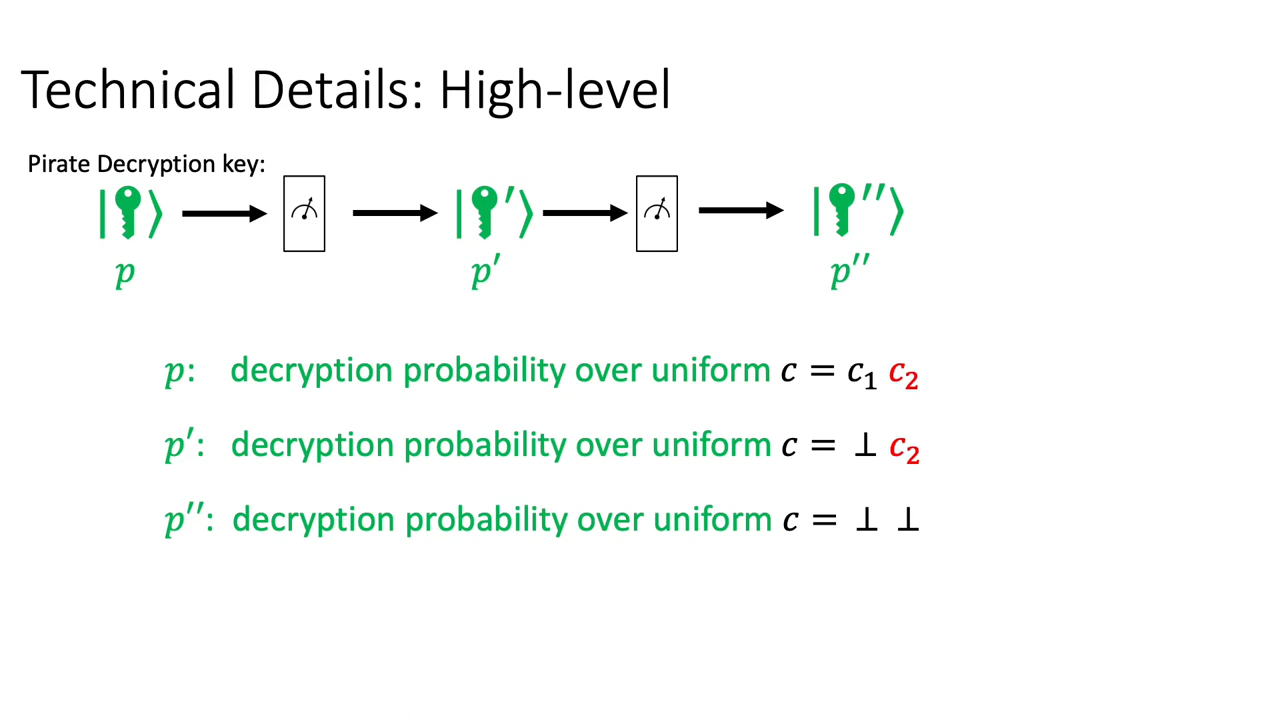 Technical Details: High-level
Pirate Decryption key:
| ⟩ | ′⟩ | ′′⟩
p p′ p′′
p: decryption probability over uniform c = c₁ c₂
p′: decryption probability over uniform c = ⊥ c₂
p′′: decryption probability over uniform c = ⊥ ⊥